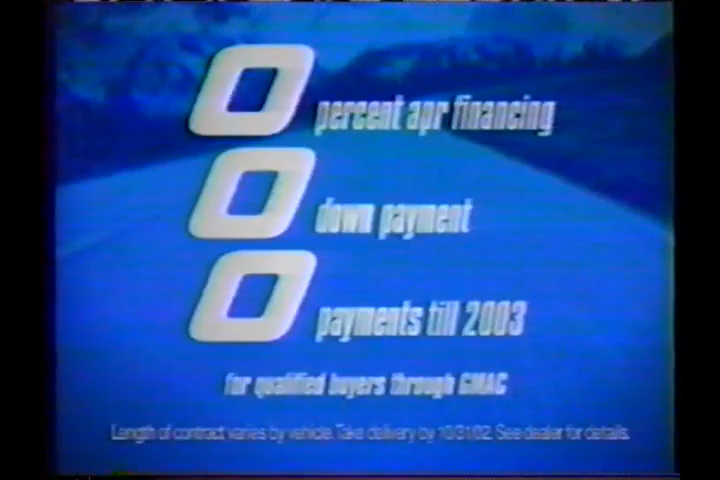 0 percent apr financing
0 down payment
0 payments till 2003
for qualified buyers through GMAC
Length of contract varies by vehicle. Take delivery by 10/31/02. See dealer for details.